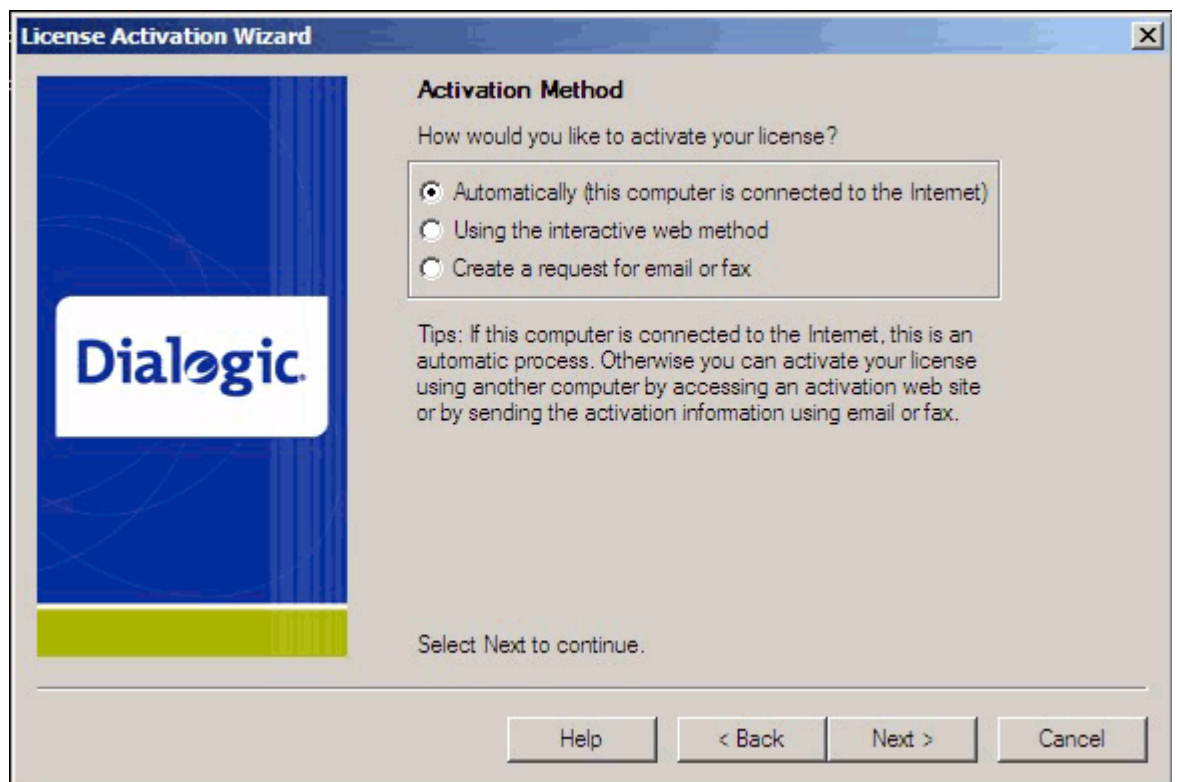 License Activation Wizard
Activation Method
How would you like to activate your license?
Automatically (this computer is connected to the Internet)
Using the interactive web method
Create a request for email or fax
Dialogic.
Tips: If this computer is connected to the Internet, this is an
automatic process. Otherwise you can activate your license
using another computer by accessing an activation web site
or by sending the activation information using email or fax.
Select Next to continue.
Help
< Back
Next >
Cancel